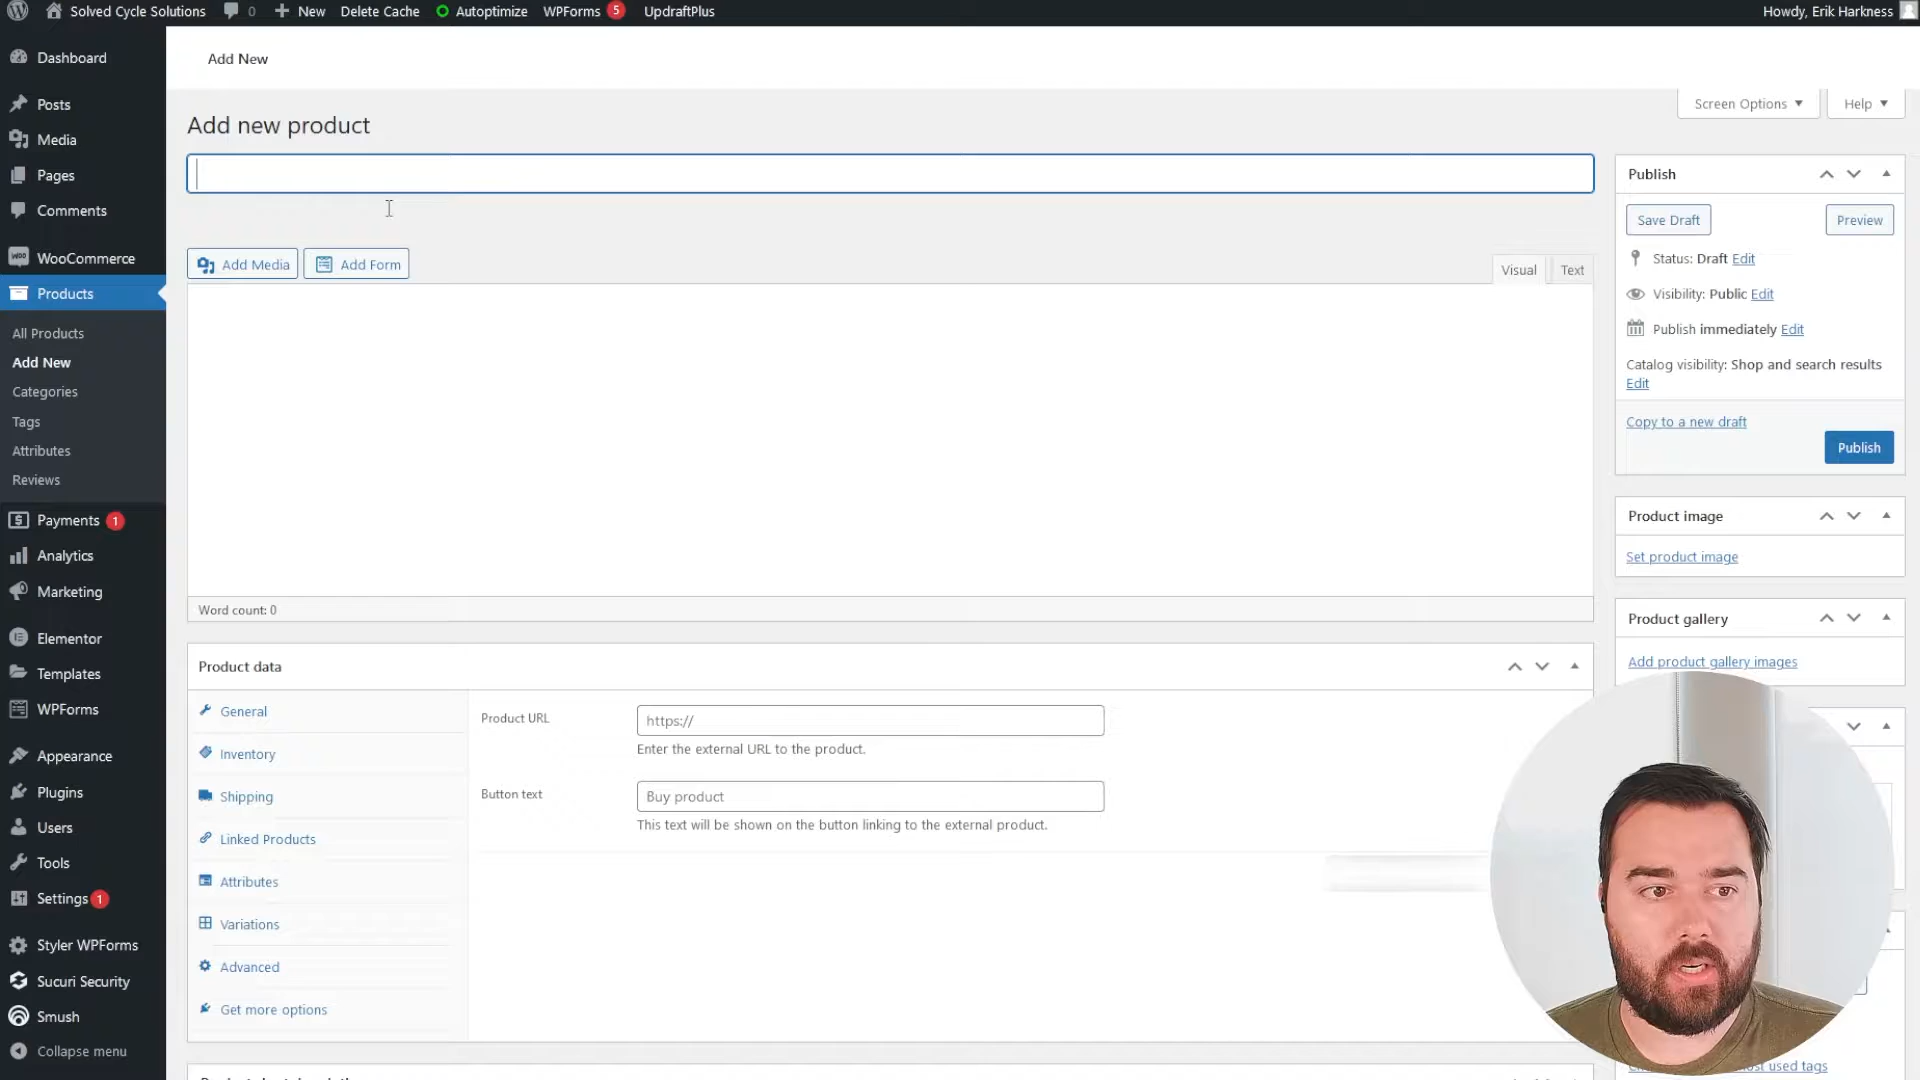 Solved Cycle Solutions 0 New Delete Cache Autoptimize WPForms 5 UpdraftPlus Howdy, Erik Harkness
Dashboard
Posts
Media
Pages
Comments
WOO WooCommerce
Products
All Products
Add New
Categories
Tags
Attributes
Reviews
Payments 1
Analytics
Marketing
Elementor
Templates
WPForms
Appearance
Plugins
Users
Tools
Settings 1
Styler WPForms
Sucuri Security
Smush
Collapse menu
Add New
Screen Options Help
Add new product
Add Media Add Form
Visual Text
Word count: 0
Product data
General
Inventory
Shipping
Linked Products
Attributes
Variations
Advanced
Get more options
Product URL
https://
Enter the external URL to the product.
Button text
Buy product
This text will be shown on the button linking to the external product.
Publish
Save Draft Preview
Status: Draft Edit
Visibility: Public Edit
Publish immediately Edit
Catalog visibility: Shop and search results
Edit
Copy to a new draft
Publish
Product image
Set product image
Product gallery
Add product gallery images
used tags